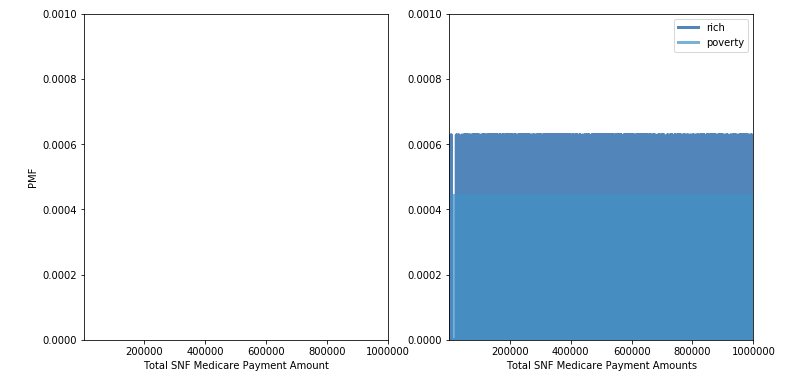 0.0010
0.0008
0.0006
0.0004
0.0002
0.0000
PMF
200000 400000 600000 800000 1000000
Total SNF Medicare Payment Amount
0.0010
0.0008
0.0006
0.0004
0.0002
0.0000
rich
poverty
200000 400000 600000 800000 1000000
Total SNF Medicare Payment Amounts